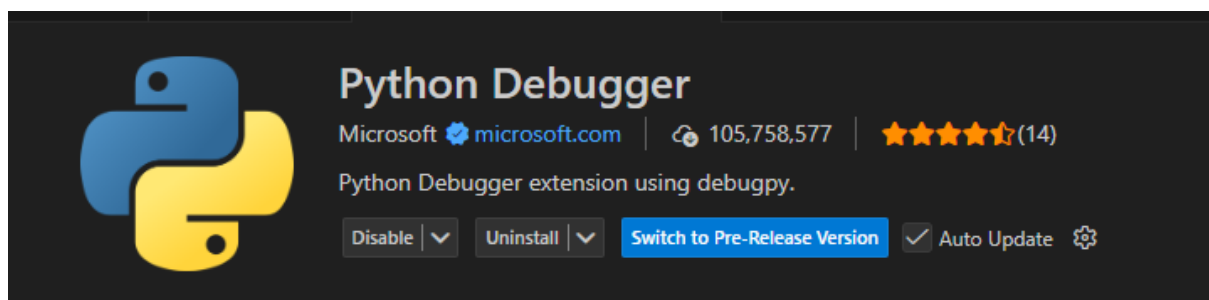 Python Debugger
Microsoft microsoft.com 105,758,577 (14)
Python Debugger extension using debugpy.
Disable Uninstall Switch to Pre-Release Version Auto Update